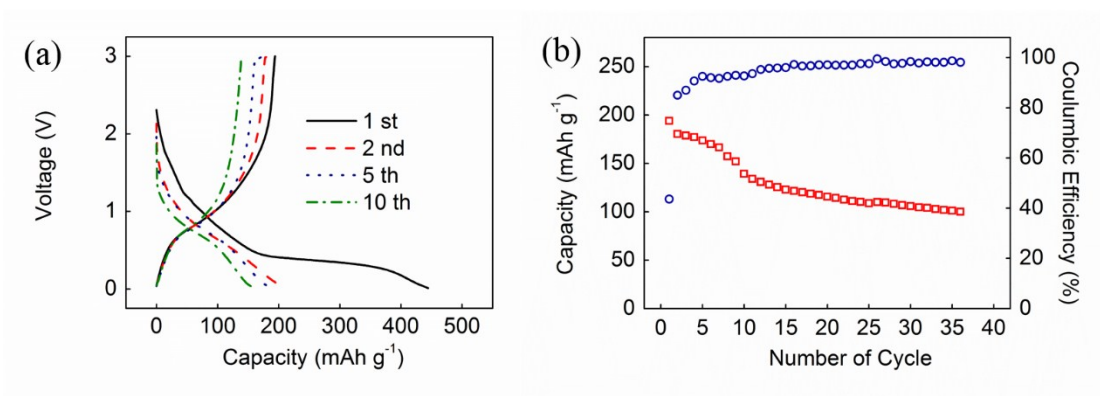 (a)
3
2
1
0
Voltage (V)
1 st
2 nd
5 th
10 th
0 100 200 300 400 500
Capacity (mAh g⁻¹)
(b)
250
200
150
100
50
0
Capacity (mAh g⁻¹)
100
80
60
40
20
0
Coulumbic Efficiency (%)
0 5 10 15 20 25 30 35 40
Number of Cycle